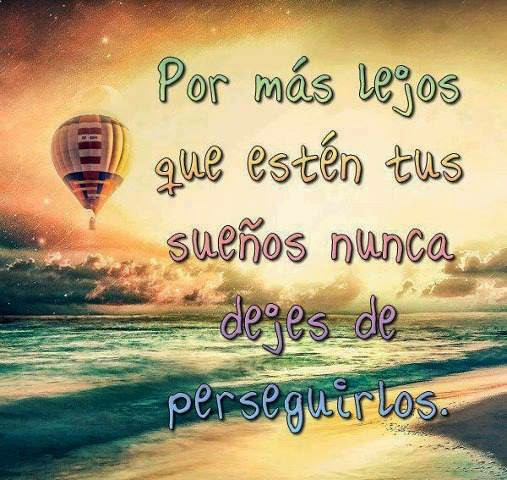 Por más lejos
que estén tus
sueños nunca
dejes de
perseguirlos.